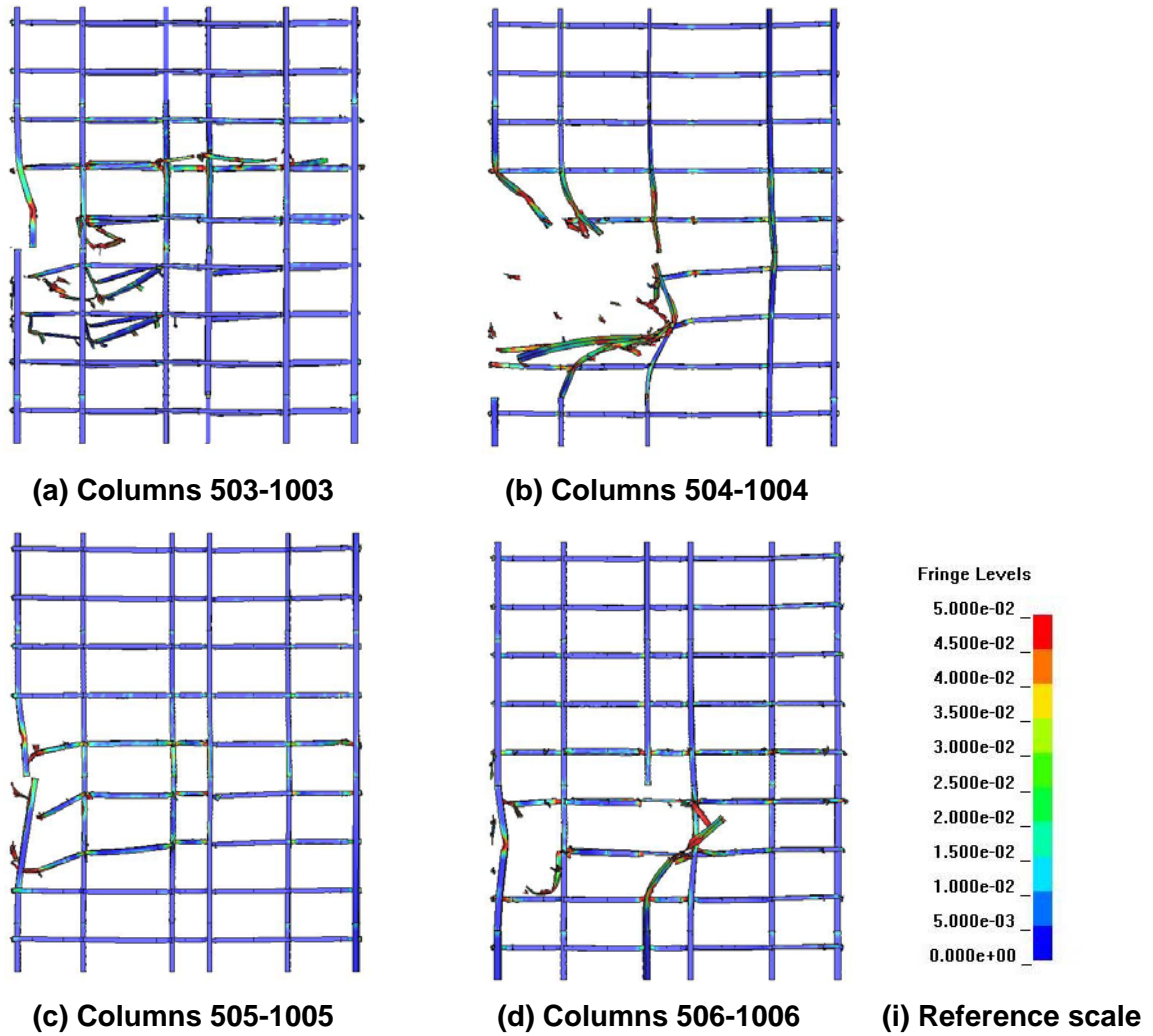 (a) Columns 503-1003
(b) Columns 504-1004
Fringe Levels
5.000e-02
4.500e-02
4.000e-02
3.500e-02
3.000e-02
2.500e-02
2.000e-02
1.500e-02
1.000e-02
5.000e-03
0.000e+00
(c) Columns 505-1005
(d) Columns 506-1006
(i) Reference scale